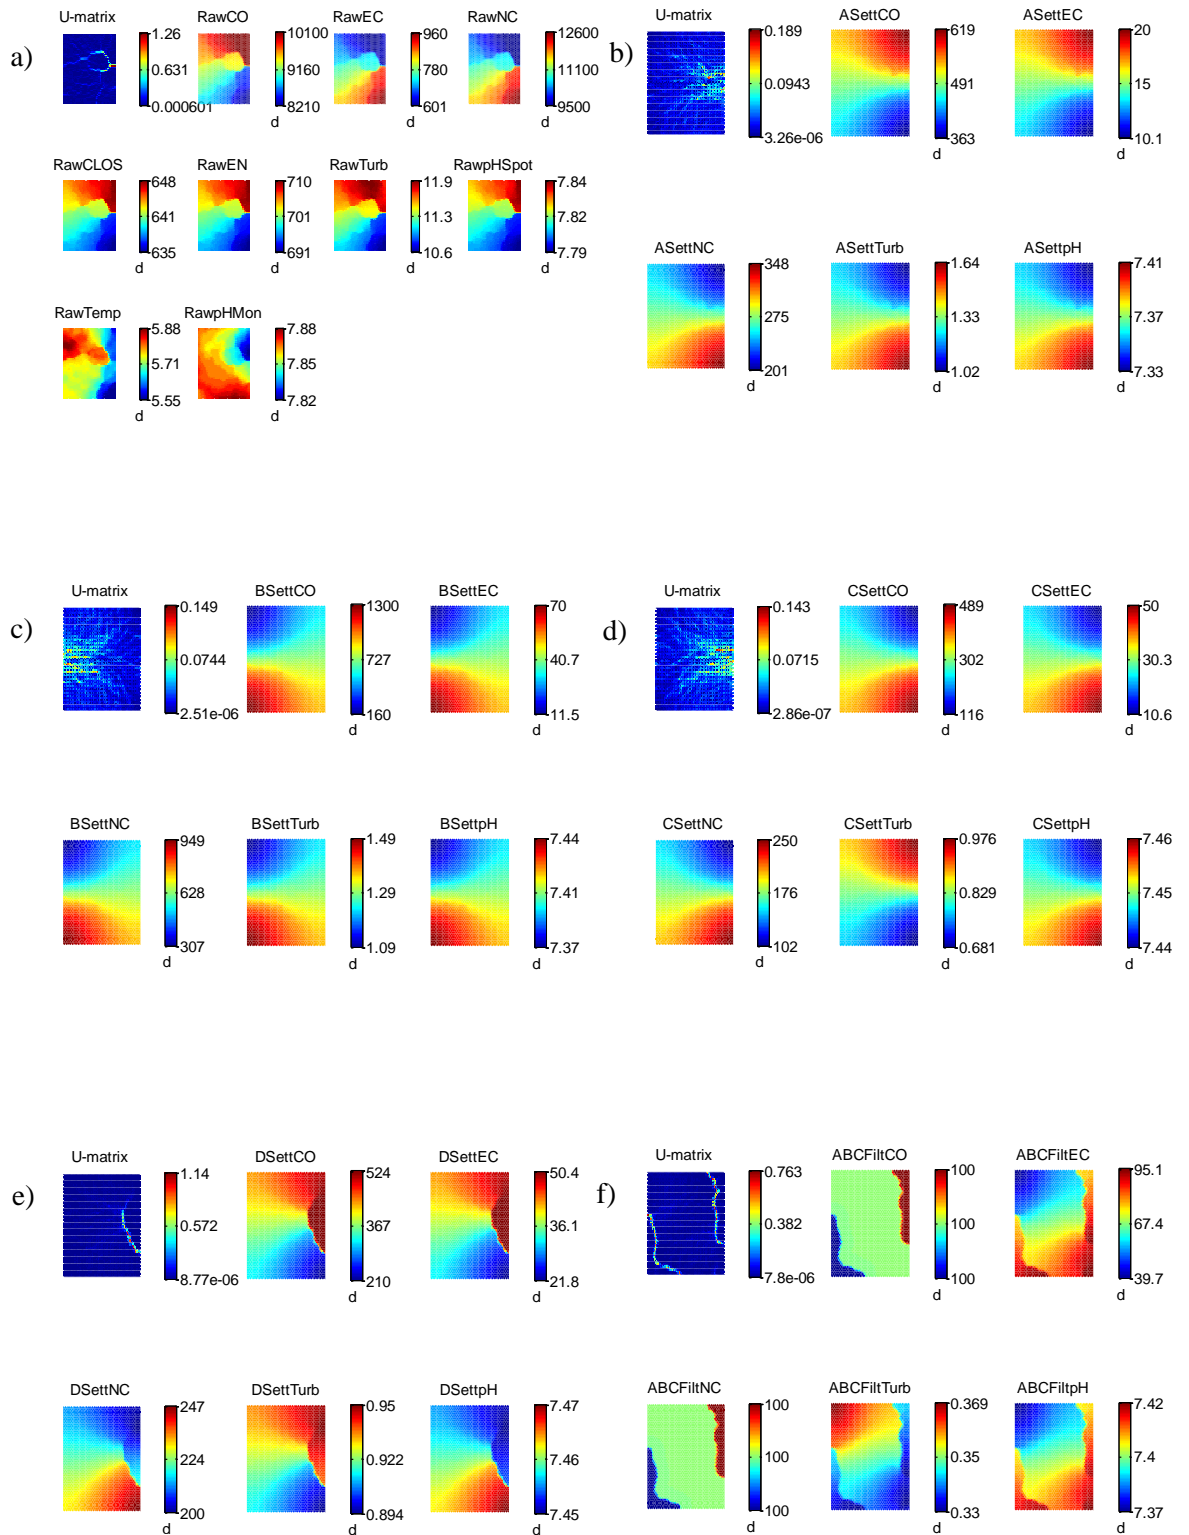 a)
U-matrix
1.26
0.631
0.000601
RawCO
10100
9160
8210
d
RawEC
960
780
601
d
RawNC
12600
11100
9500
d
RawCLOS
648
641
635
d
RawEN
710
701
691
d
RawTurb
11.9
11.3
10.6
d
RawpHSpot
7.84
7.82
7.79
d
RawTemp
5.88
5.71
5.55
d
RawpHMon
7.88
7.85
7.82
d
b)
U-matrix
0.189
0.0943
3.26e-06
ASettCO
619
491
363
d
ASettEC
20
15
10.1
d
ASettNC
348
275
201
d
ASettTurb
1.64
1.33
1.02
d
ASettpH
7.41
7.37
7.33
d
c)
U-matrix
0.149
0.0744
2.51e-06
BSettCO
1300
727
160
d
BSettEC
70
40.7
11.5
d
BSettNC
949
628
307
d
BSettTurb
1.49
1.29
1.09
d
BSettpH
7.44
7.41
7.37
d
d)
U-matrix
0.143
0.0715
2.86e-07
CSettCO
489
302
116
d
CSettEC
50
30.3
10.6
d
CSettNC
250
176
102
d
CSettTurb
0.976
0.829
0.681
d
CSettpH
7.46
7.45
7.44
d
e)
U-matrix
1.14
0.572
8.77e-06
DSettCO
524
367
210
d
DSettEC
50.4
36.1
21.8
d
DSettNC
247
224
200
d
DSettTurb
0.95
0.922
0.894
d
DSettpH
7.47
7.46
7.45
d
f)
U-matrix
0.763
0.382
7.8e-06
ABCFiltCO
100
100
100
d
ABCFiltEC
95.1
67.4
39.7
d
ABCFiltNC
100
100
100
d
ABCFiltTurb
0.369
0.35
0.33
d
ABCFiltpH
7.42
7.4
7.37
d